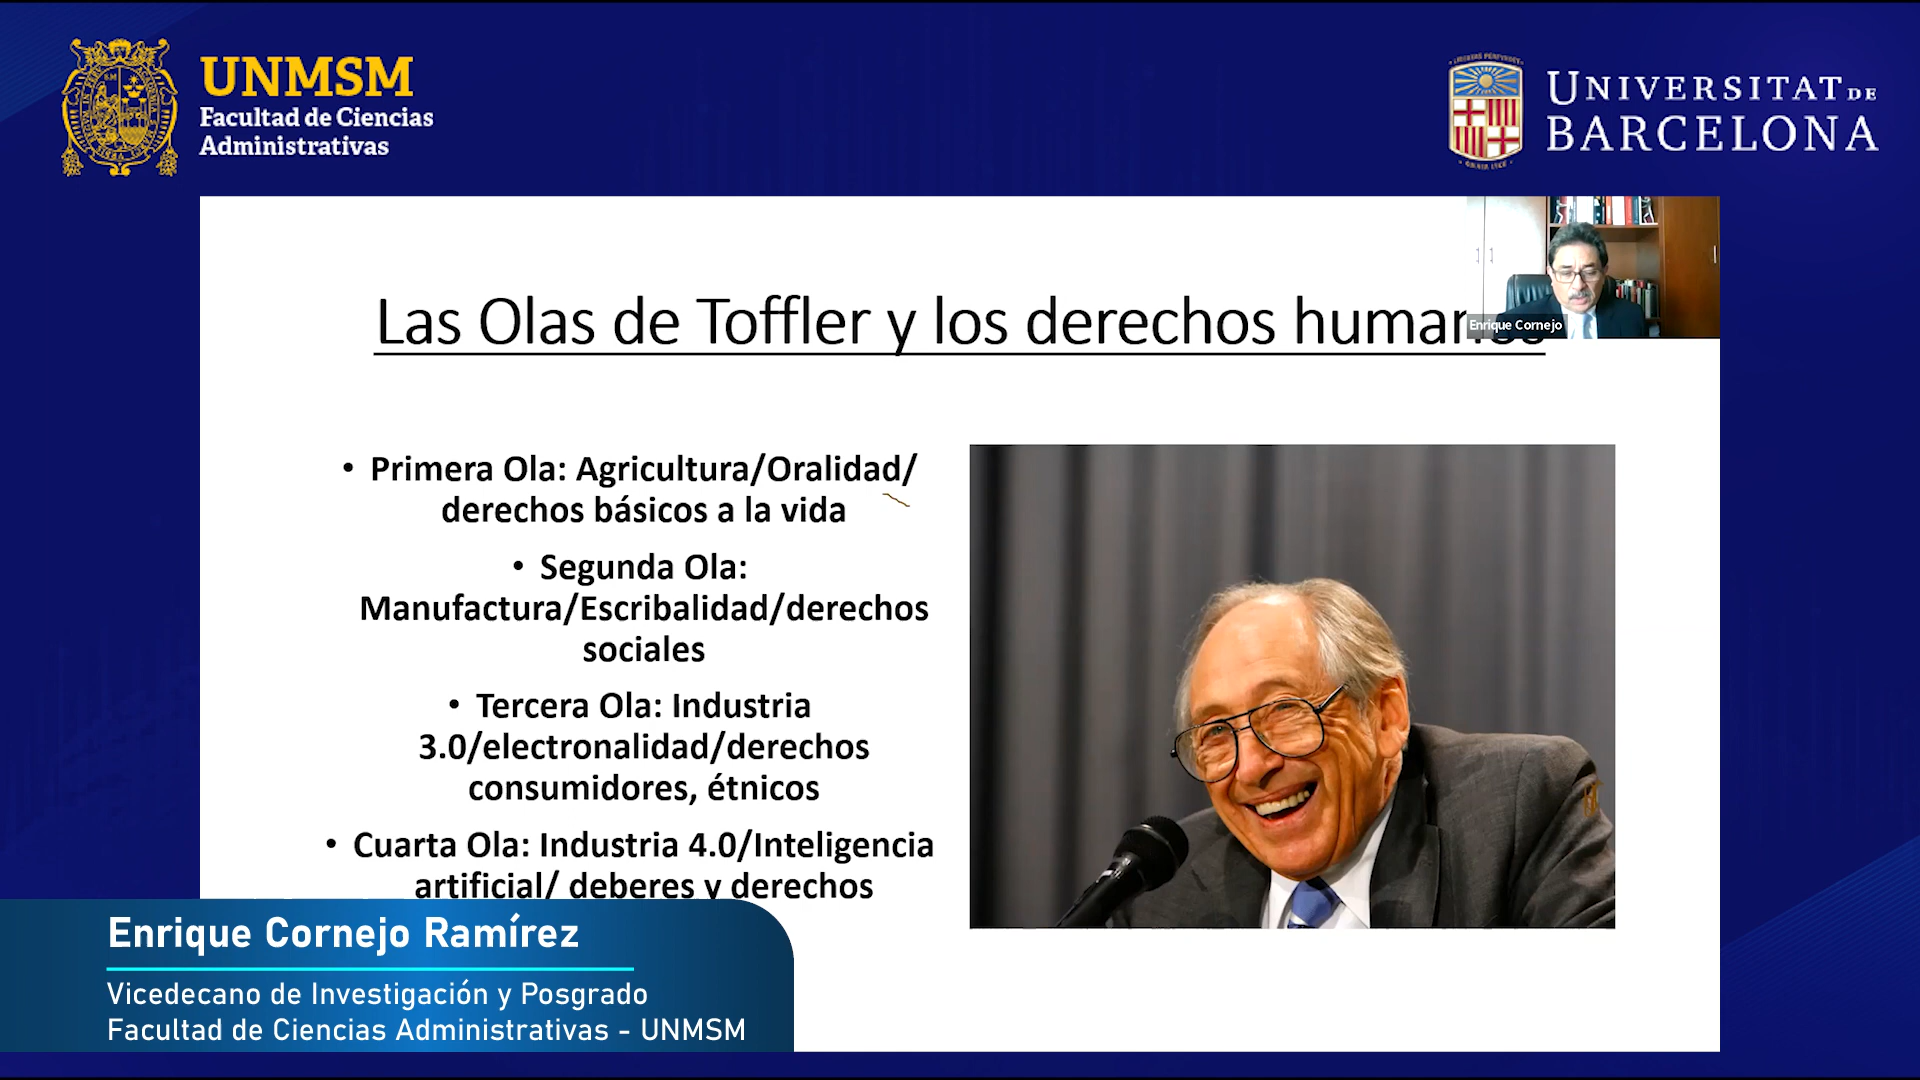 UNMSM
Facultad de Ciencias
Administrativas
UNIVERSITAT DE
BARCELONA
Las Olas de Toffler y los derechos
Enrique Cornejo
• Primera Ola: Agricultura/Oralidad/
derechos básicos a la vida
• Segunda Ola:
Manufactura/Escribalidad/derechos
sociales
• Tercera Ola: Industria
3.0/electronalidad/derechos
consumidores, étnicos
• Cuarta Ola: Industria 4.0/Inteligencia
artificial/ deberes y derechos
Enrique Cornejo Ramírez
Vicedecano de Investigación y Posgrado
Facultad de Ciencias Administrativas - UNMSM